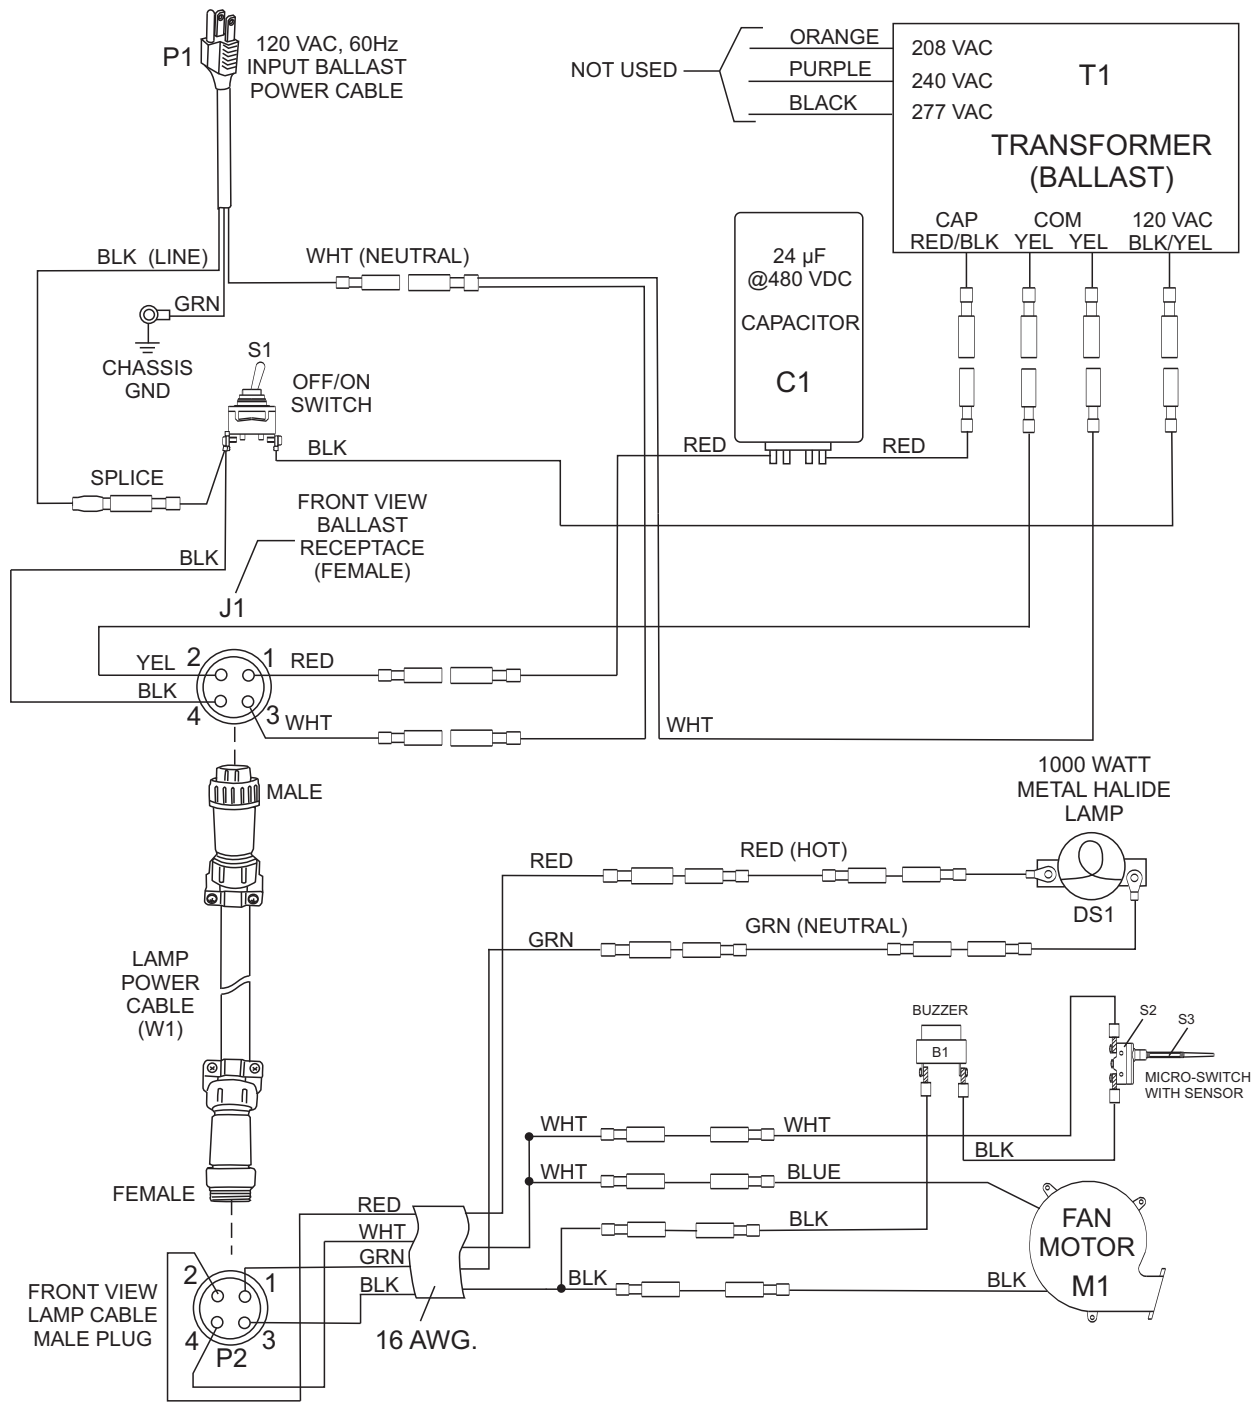 P1
120 VAC, 60Hz
INPUT BALLAST
POWER CABLE
NOT USED
ORANGE
PURPLE
BLACK
208 VAC
240 VAC
277 VAC
T1
TRANSFORMER
(BALLAST)
CAP
RED/BLK
COM
YEL YEL
120 VAC
BLK/YEL
BLK (LINE)
WHT (NEUTRAL)
GRN
CHASSIS
GND
S1
OFF/ON
SWITCH
24 µF
@480 VDC
CAPACITOR
C1
BLK
RED
RED
SPLICE
BLK
FRONT VIEW
BALLAST
RECEPTACE
(FEMALE)
J1
YEL
2
1
RED
BLK
4
3
WHT
WHT
MALE
1000 WATT
METAL HALIDE
LAMP
DS1
RED
RED (HOT)
GRN
GRN (NEUTRAL)
LAMP
POWER
CABLE
(W1)
BUZZER
B1
S2
S3
MICRO-SWITCH
WITH SENSOR
WHT
WHT
BLK
WHT
BLUE
BLK
FEMALE
RED
WHT
GRN
BLK
BLK
BLK
FAN
MOTOR
M1
FRONT VIEW
LAMP CABLE
MALE PLUG
2
1
4
3
P2
16 AWG.